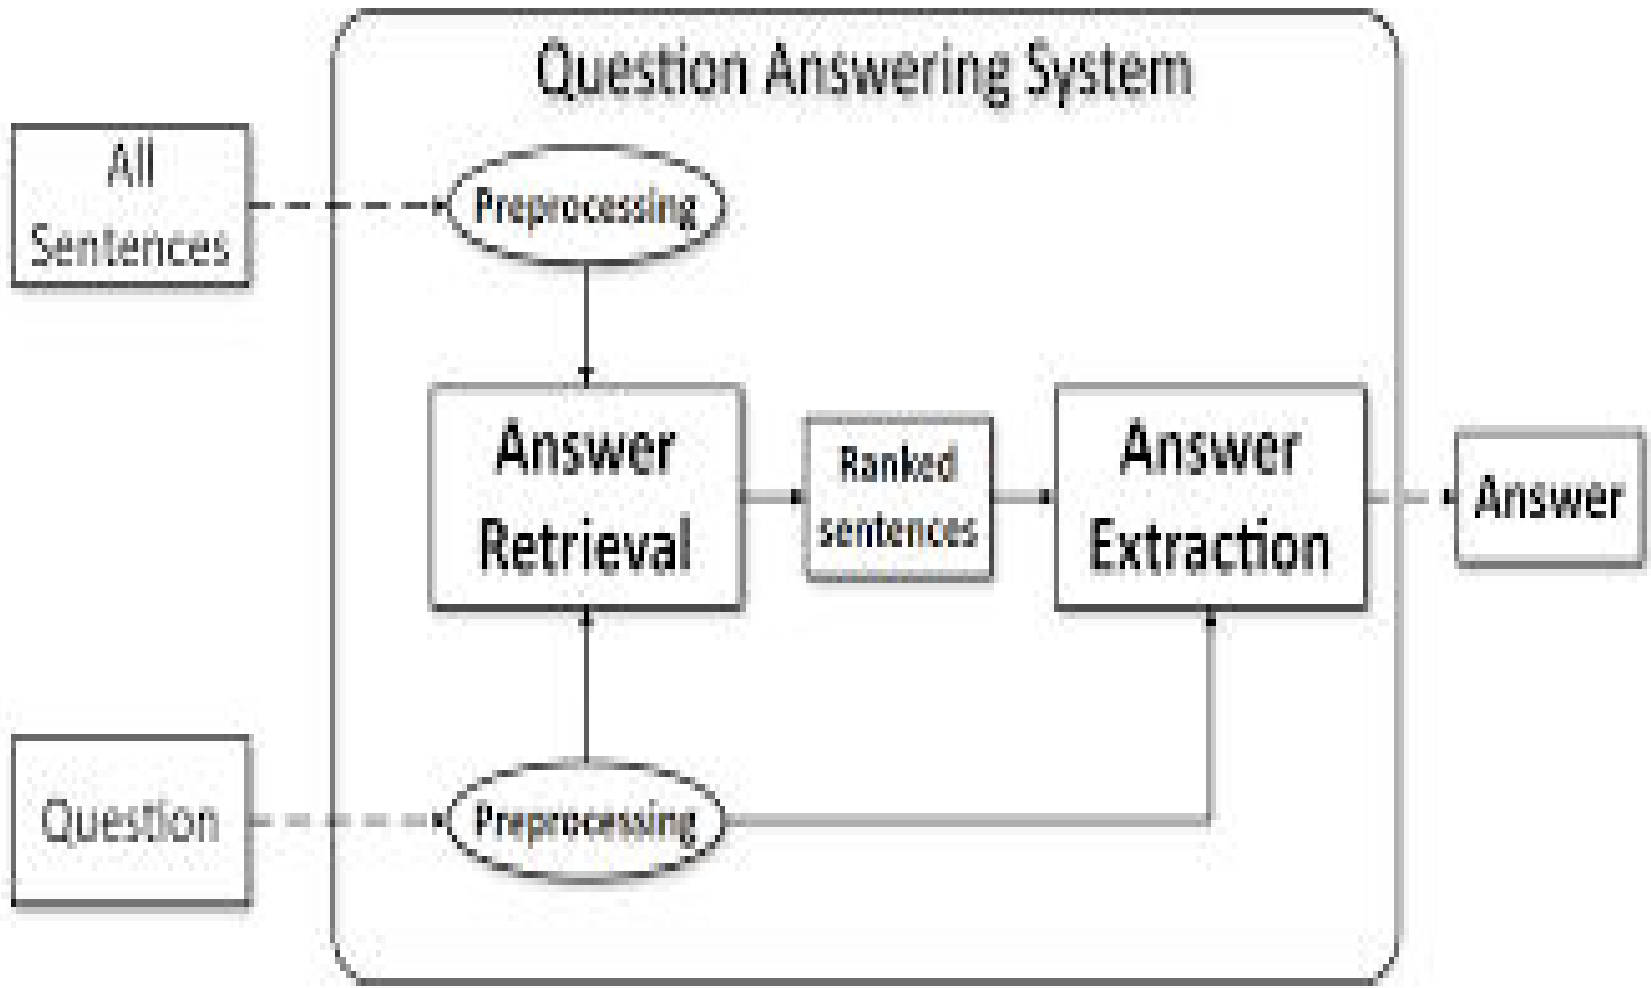 Question Answering System
All
Sentences
Preprocessing
Answer
Retrieval
Ranked
sentences
Answer
Extraction
Answer
Question
Preprocessing